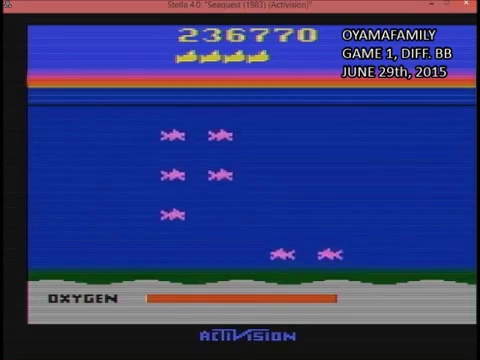 Stella 4.0: "Seaquest (1983) (Activision)"
236770
OYAMAFAMILY
GAME 1, DIFF. BB
JUNE 29th, 2015
OXYGEN
ACTIVISION